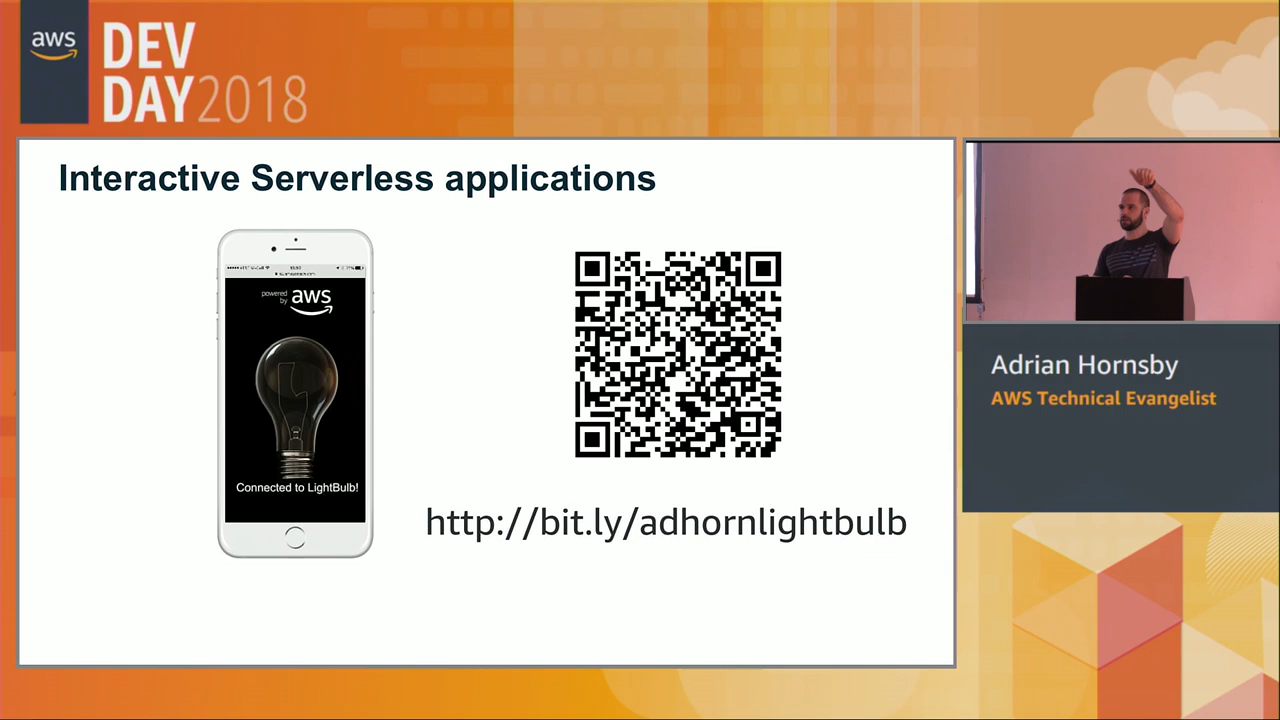 aws
DEV
DAY2018
Interactive Serverless applications
powered
by
aws
Connected to LightBulb!
http://bit.ly/adhornlightbulb
Adrian Hornsby
AWS Technical Evangelist